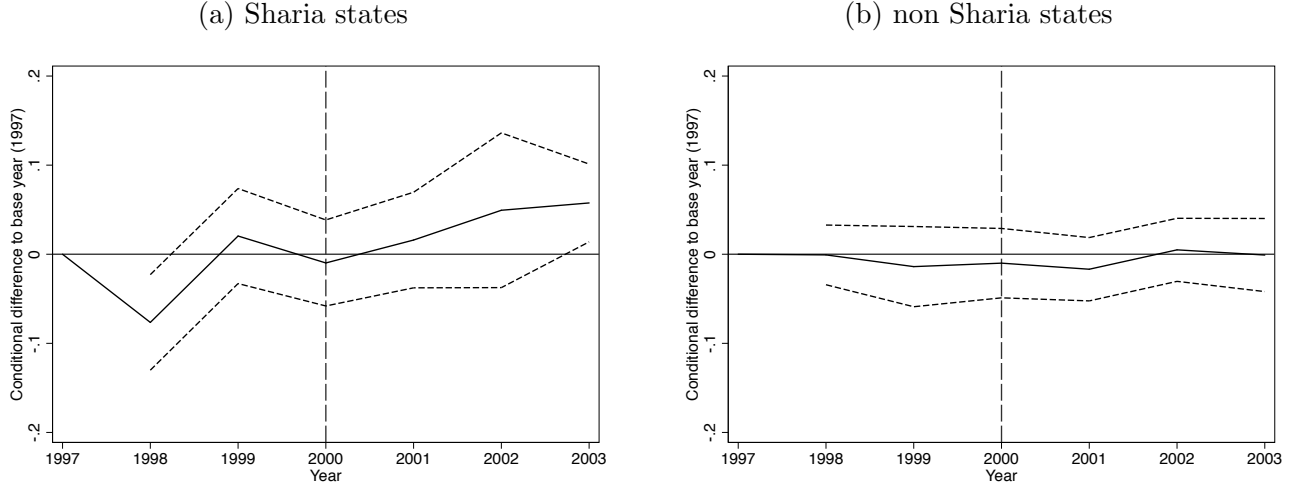 (a) Sharia states
Conditional difference to base year (1997)
.2
.1
0
-.1
-.2
1997 1998 1999 2000 2001 2002 2003
Year
(b) non Sharia states
Conditional difference to base year (1997)
.2
.1
0
-.1
-.2
1997 1998 1999 2000 2001 2002 2003
Year